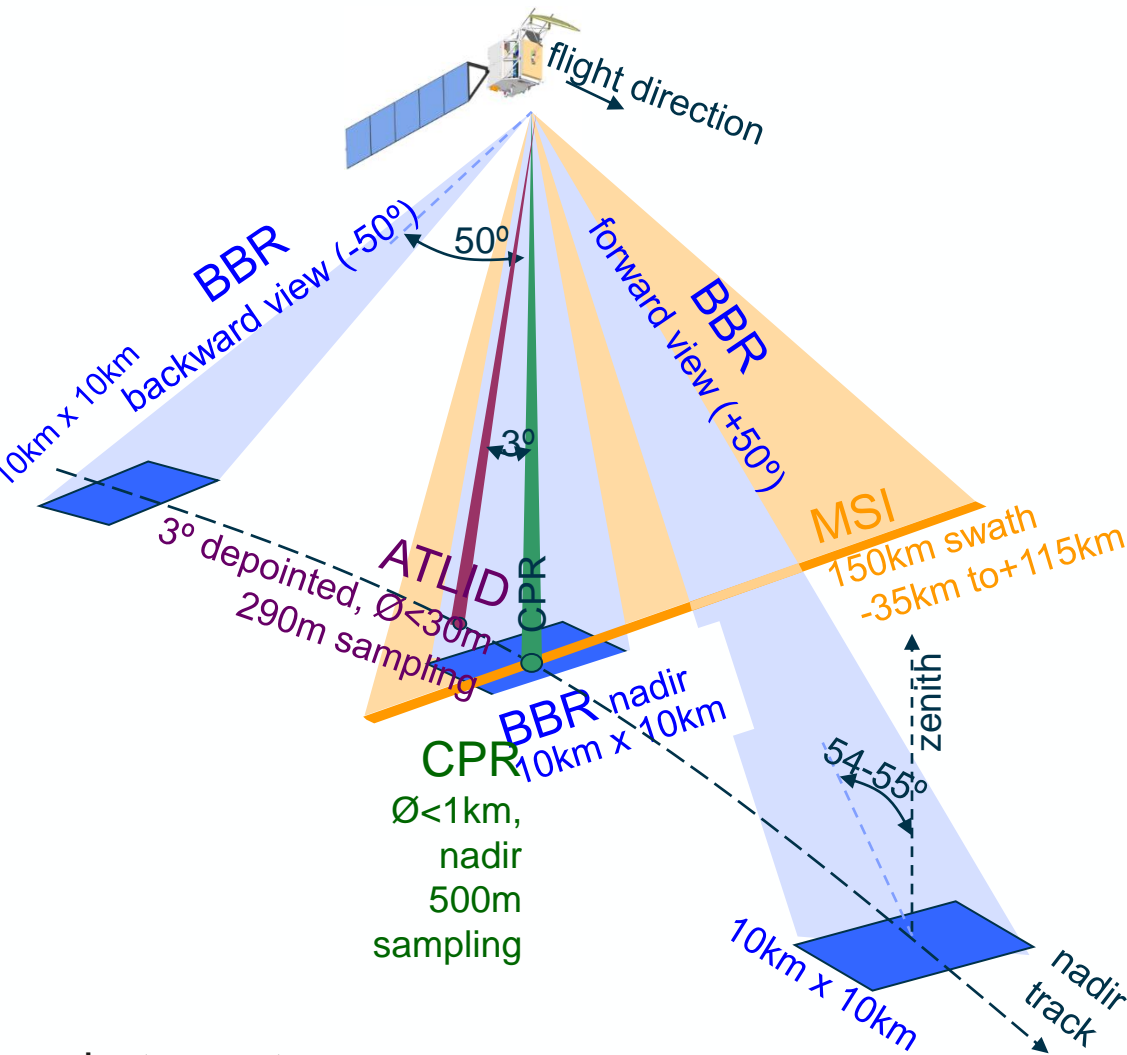 flight direction
BBR
backward view (-50º)
50º
BBR
forward view (+50º)
10km x 10km
3º
MSI
150km swath
-35km to+115km
ATLID
3º depointed, Ø<30m
290m sampling
CPR
zenith
BBR nadir
10km x 10km
CPR
Ø<1km,
nadir
500m
sampling
54-55º
10km x 10km
nadir
track